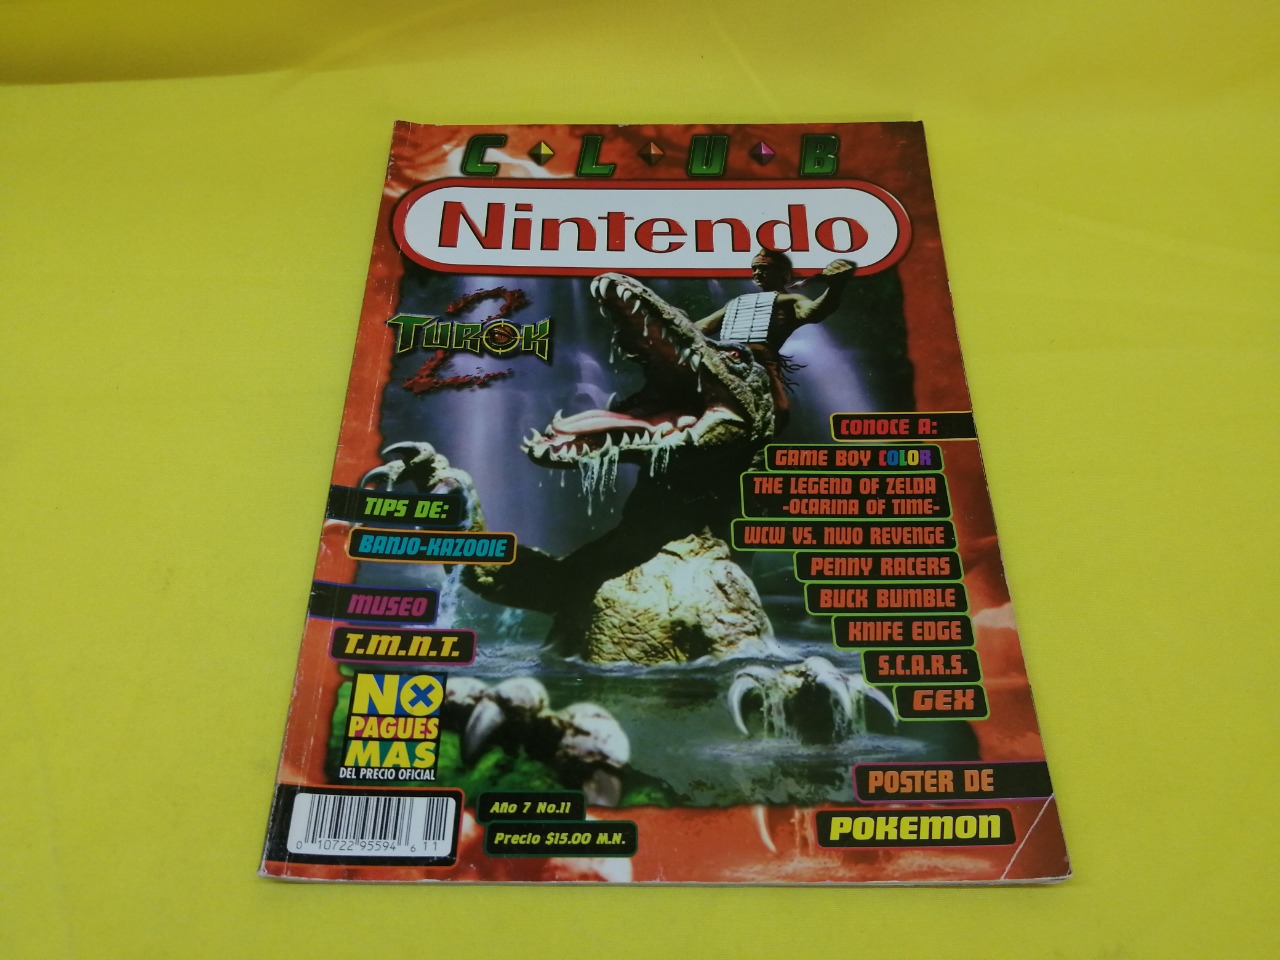 CLUB
Nintendo
2
TUROK
CONOCE A:
GAME BOY COLOR
THE LEGEND OF ZELDA
-OCARINA OF TIME-
WCW VS. NWO REVENGE
PENNY RACERS
BUCK BUMBLE
KNIFE EDGE
S.C.A.R.S.
GEX
TIPS DE:
BANJO-KAZOOIE
MUSEO
T.M.N.T.
NO
PAGUES
MAS
DEL PRECIO OFICIAL
POSTER DE
POKEMON
Año 7 No.11
Precio $15.00 M.N.
0 10722 95594 6 11